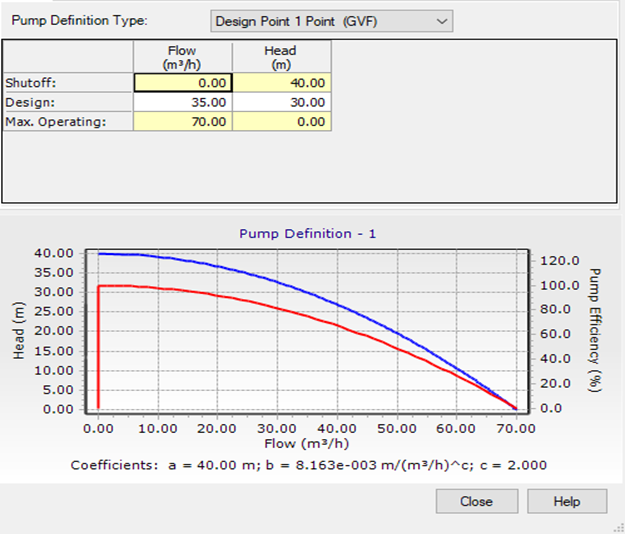 Pump Definition Type: Design Point 1 Point (GVF)
Flow (m³/h) Head (m)
Shutoff: 0.00 40.00
Design: 35.00 30.00
Max. Operating: 70.00 0.00
Pump Definition - 1
Head (m)
40.00
35.00
30.00
25.00
20.00
15.00
10.00
5.00
0.00
120.0
100.0
80.0
60.0
40.0
20.0
0.0
Pump Efficiency (%)
0.00 10.00 20.00 30.00 40.00 50.00 60.00 70.00
Flow (m³/h)
Coefficients: a = 40.00 m; b = 8.163e-003 m/(m³/h)^c; c = 2.000
Close Help